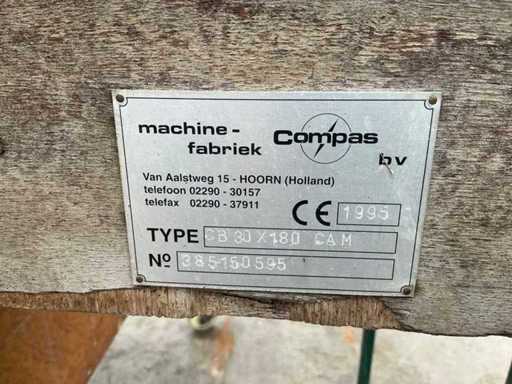 machine-
fabriek
Compas
bv
Van Aalstweg 15 - HOORN (Holland)
telefoon 02290 - 30157
telefax 02290 - 37911
CE 1995
TYPE CB 30 X 180 CAM
Nº 385150595